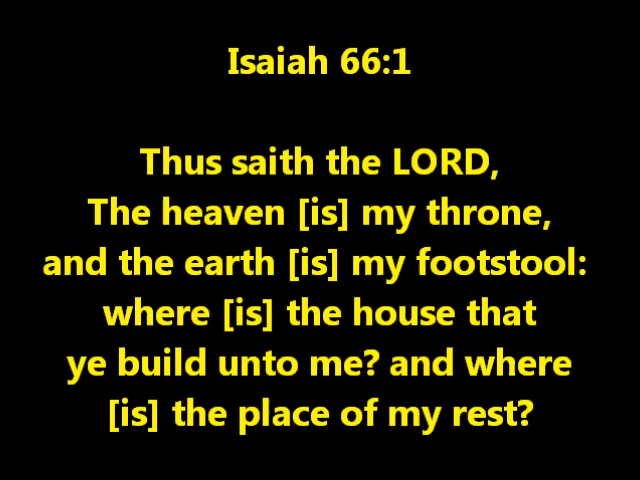 Isaiah 66:1
Thus saith the LORD,
The heaven [is] my throne,
and the earth [is] my footstool:
where [is] the house that
ye build unto me? and where
[is] the place of my rest?